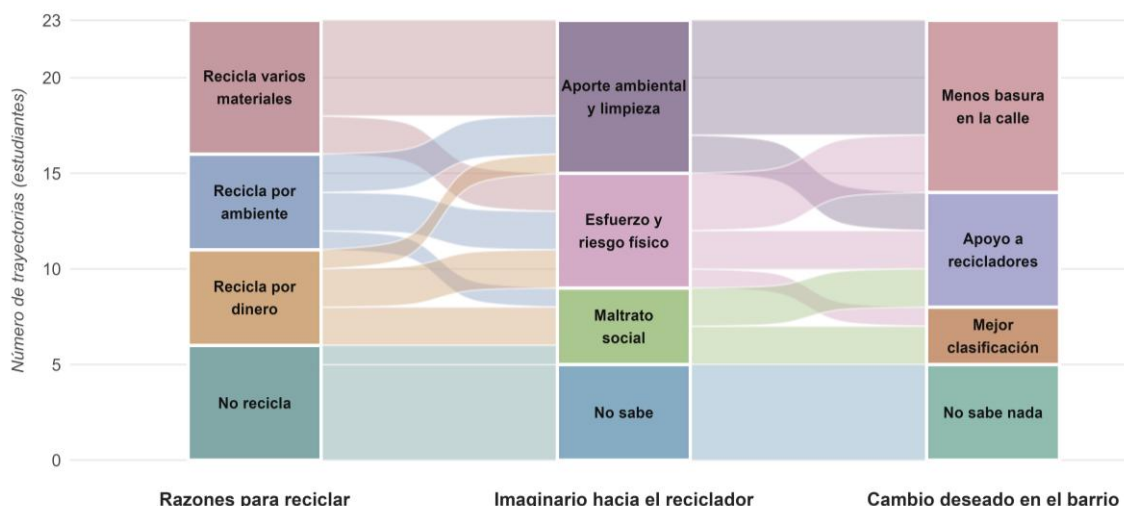 23
20
15
10
5
0
Número de trayectorias (estudiantes)
Recicla varios
materiales
Recicla por
ambiente
Recicla por
dinero
No recicla
Aporte ambiental
y limpieza
Esfuerzo y
riesgo físico
Maltrato
social
No sabe
Menos basura
en la calle
Apoyo a
recicladores
Mejor
clasificación
No sabe nada
Razones para reciclar
Imaginario hacia el reciclador
Cambio deseado en el barrio